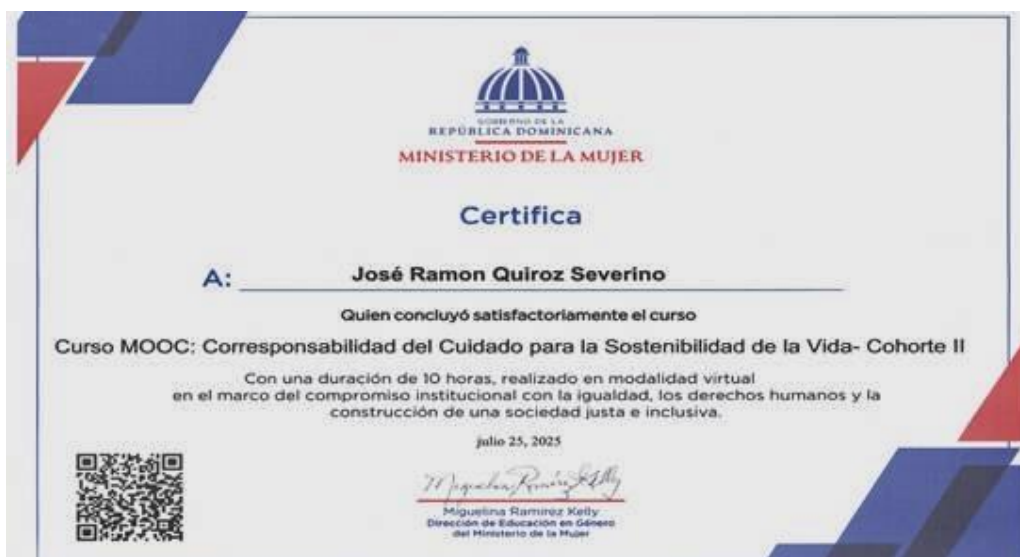 GOBIERNO DE LA
REPÚBLICA DOMINICANA
MINISTERIO DE LA MUJER
Certifica
A: José Ramon Quiroz Severino
Quien concluyó satisfactoriamente el curso
Curso MOOC: Corresponsabilidad del Cuidado para la Sostenibilidad de la Vida- Cohorte II
Con una duración de 10 horas, realizado en modalidad virtual
en el marco del compromiso institucional con la igualdad, los derechos humanos y la
construcción de una sociedad justa e inclusiva.
julio 25, 2025
Miguelina Ramírez Kelly
Miguelina Ramirez Kelly
Dirección de Educación en Género
del Ministerio de la Mujer